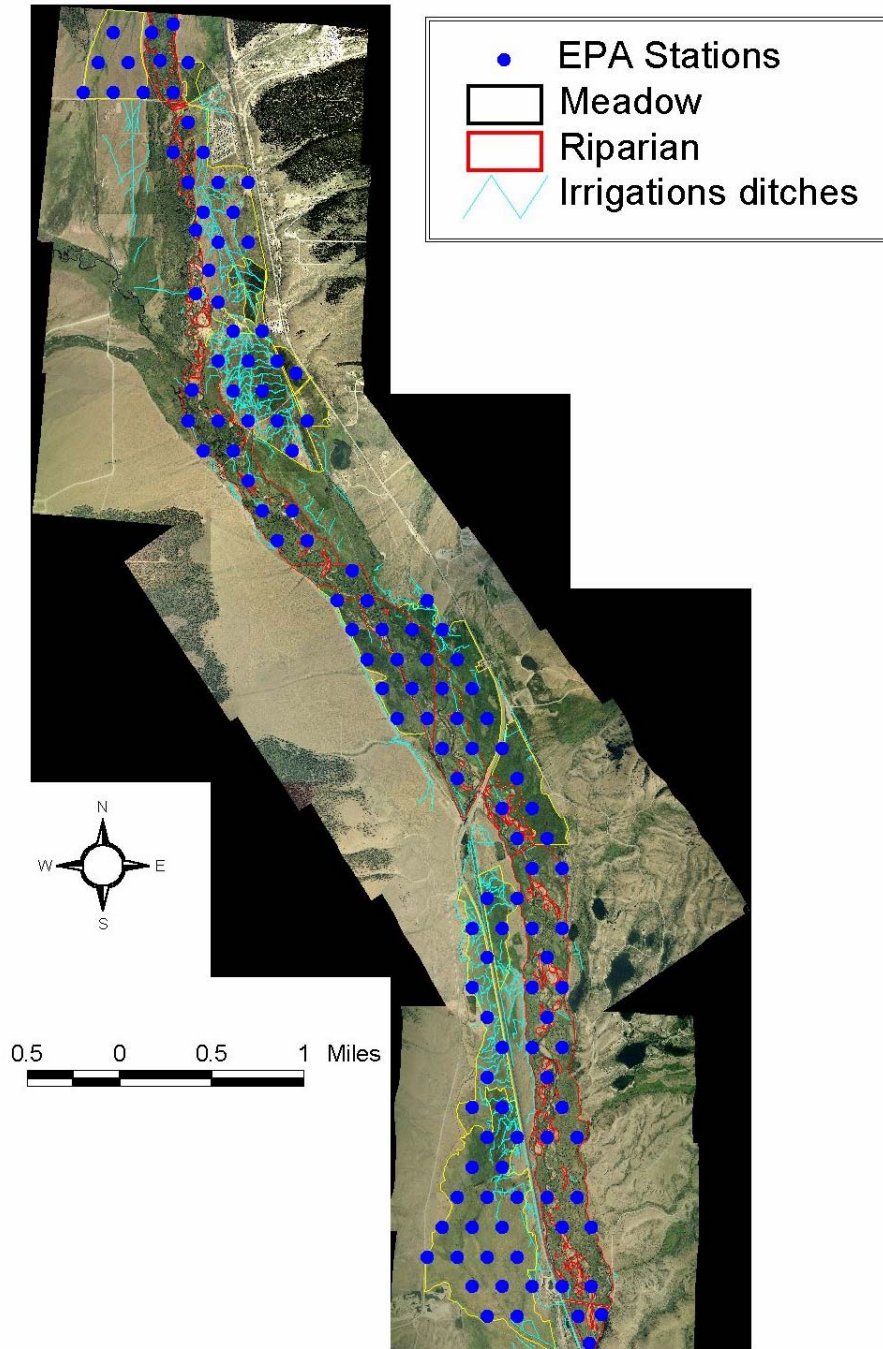 EPA Stations
Meadow
Riparian
Irrigations ditches
N
W E
S
0.5 0 0.5 1 Miles